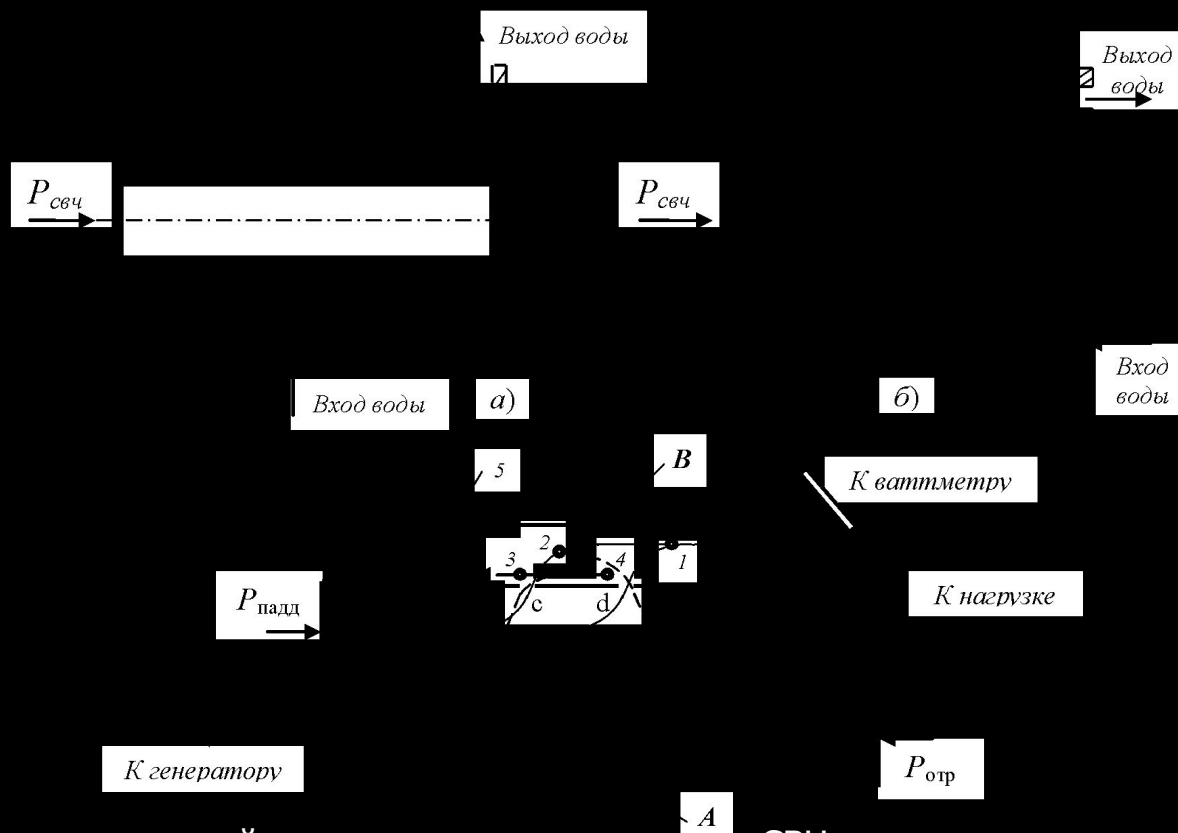 Выход воды
Выход
воды
Pсвч
Pсвч
Вход
воды
Вход воды
а)
б)
5
В
К ваттметру
2
3
4
1
c
d
Pпадд
К нагрузке
К генератору
Pотр
А